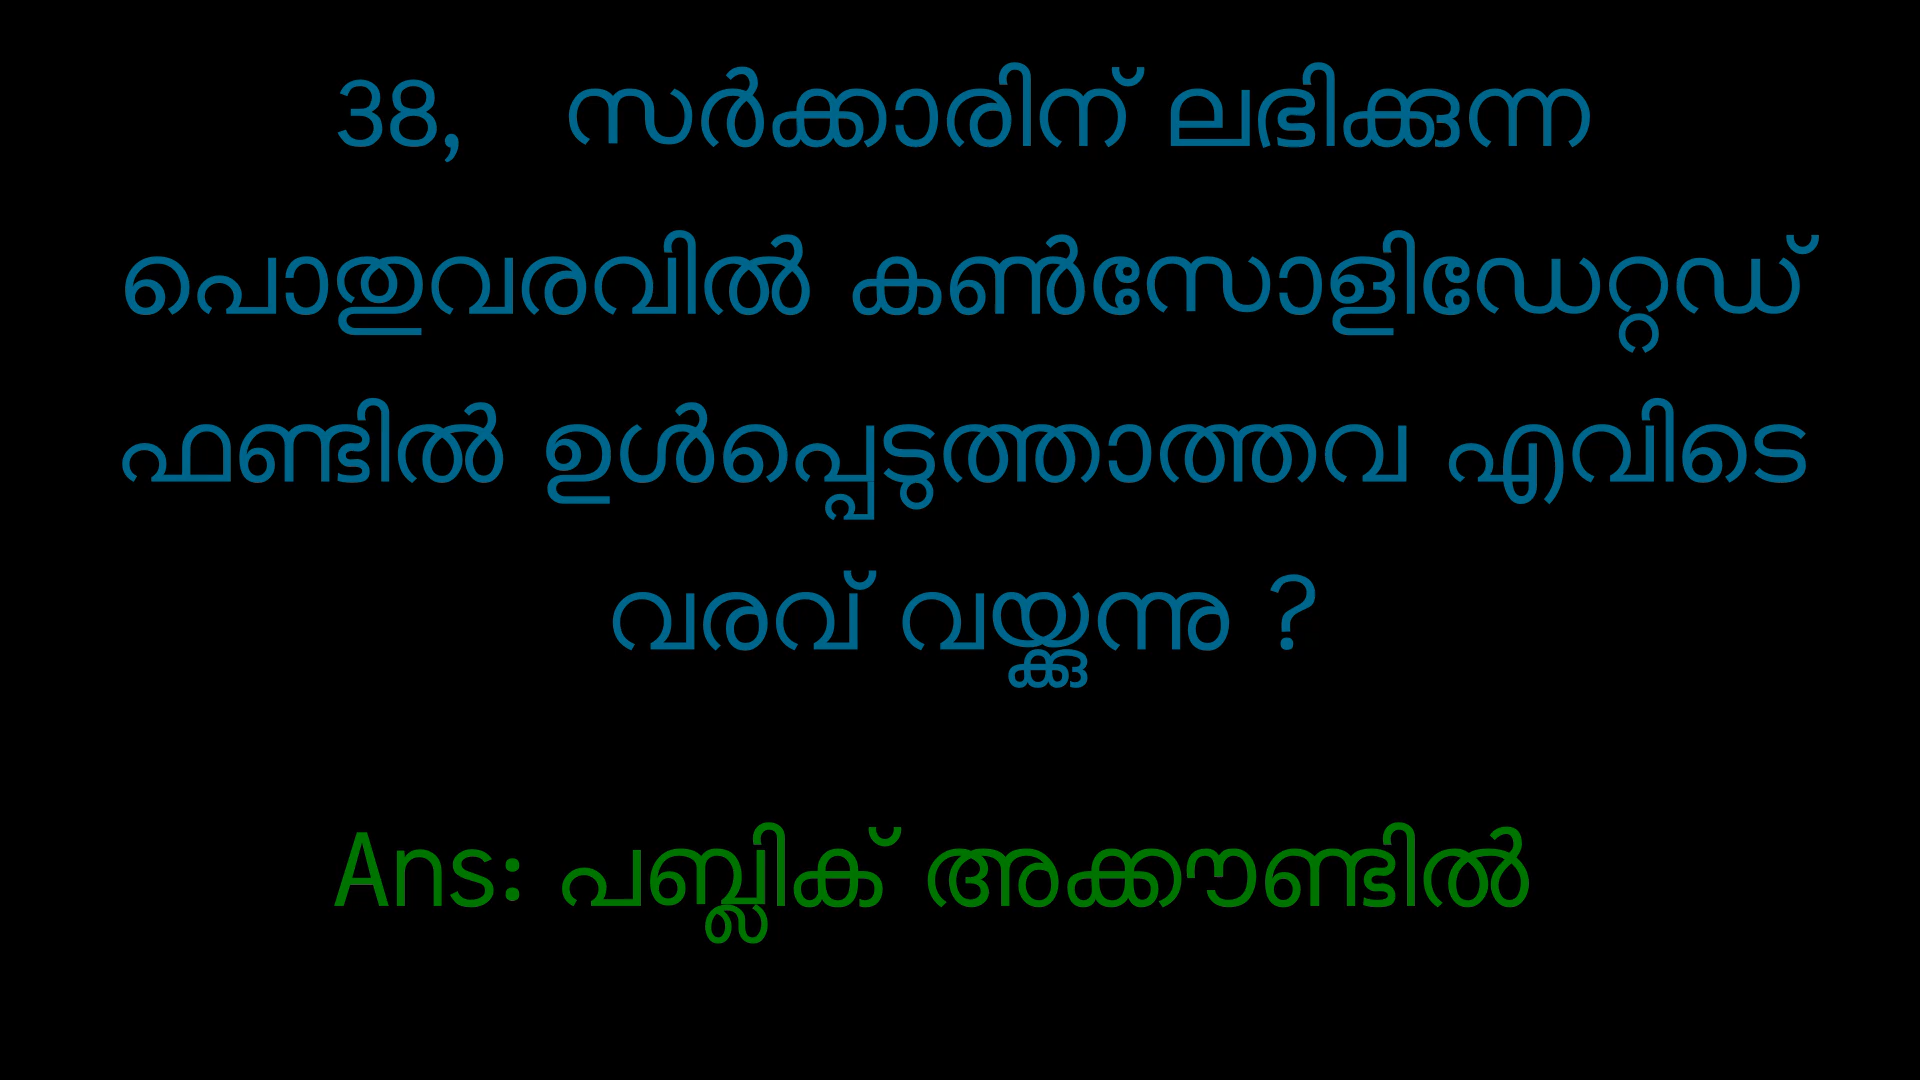 38, സർക്കാരിന് ലഭിക്കുന്ന
പൊതുവരവിൽ കൺസോളിഡേറ്റഡ്
ഫണ്ടിൽ ഉൾപ്പെടുത്താത്തവ എവിടെ
വരവ് വയ്ക്കുന്നു ?
Ans: പബ്ലിക് അക്കൗണ്ടിൽ